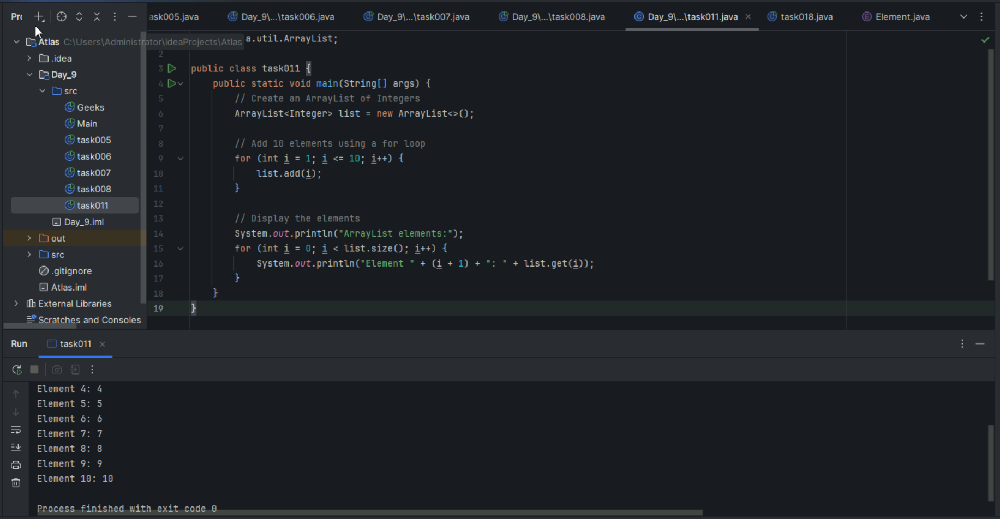 Pro
ask005.java
Day_9\...\task006.java
Day_9\...\task007.java
Day_9\...\task008.java
Day_9\...\task011.java
task018.java
Element.java
Atlas C:\Users\Administrator\IdeaProjects\Atlas
.idea
Day_9
src
Geeks
Main
task005
task006
task007
task008
task011
Day_9.iml
out
src
.gitignore
Atlas.iml
External Libraries
Scratches and Consoles
a.util.ArrayList;
2
3 public class task011 {
4 public static void main(String[] args) {
5 // Create an ArrayList of Integers
6 ArrayList<Integer> list = new ArrayList<>();
7
8 // Add 10 elements using a for loop
9 for (int i = 1; i <= 10; i++) {
10 list.add(i);
11 }
12
13 // Display the elements
14 System.out.println("ArrayList elements:");
15 for (int i = 0; i < list.size(); i++) {
16 System.out.println("Element " + (i + 1) + ": " + list.get(i));
17 }
18 }
19 }
Run
task011
Element 4: 4
Element 5: 5
Element 6: 6
Element 7: 7
Element 8: 8
Element 9: 9
Element 10: 10
Process finished with exit code 0